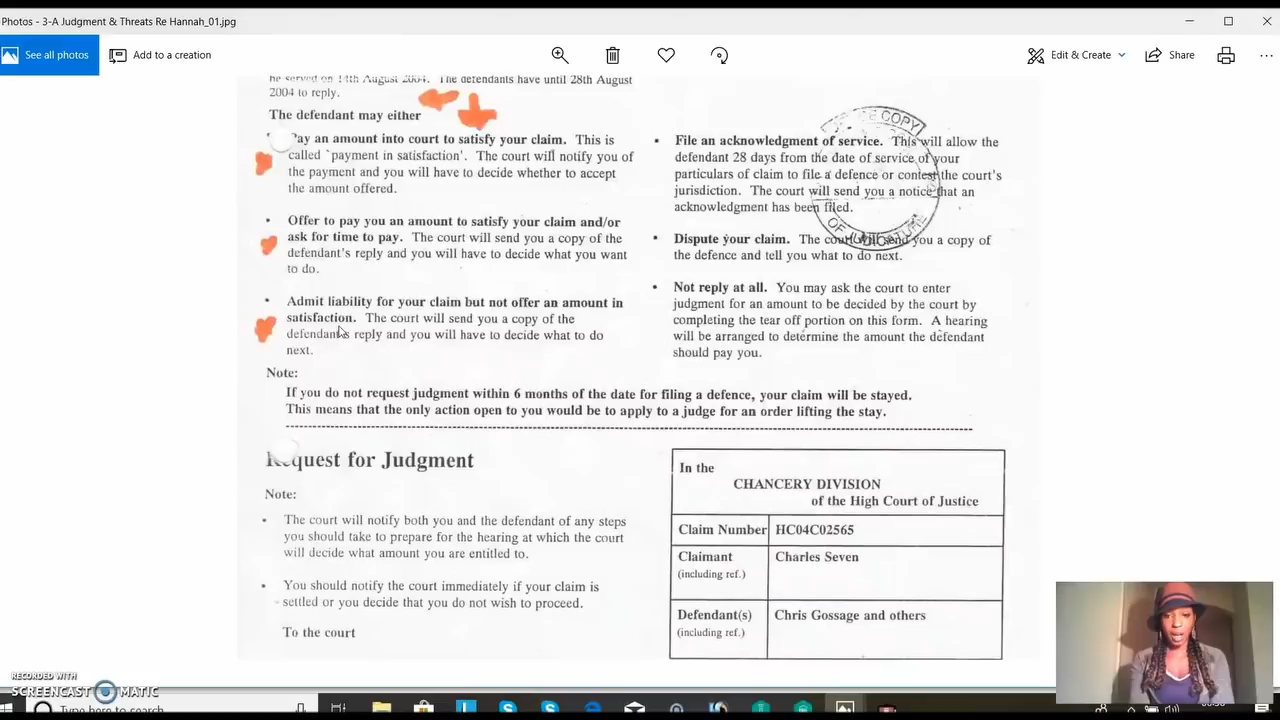 Photos - 3-A Judgment & Threats Re Hannah_01.jpg
See all photos
Add to a creation
Edit & Create
Share
be served on 14th August 2004. The defendants have until 28th August
2004 to reply.
The defendant may either
Pay an amount into court to satisfy your claim. This is
called `payment in satisfaction'. The court will notify you of
the payment and you will have to decide whether to accept
the amount offered.
• Offer to pay you an amount to satisfy your claim and/or
ask for time to pay. The court will send you a copy of the
defendant's reply and you will have to decide what you want
to do.
• Admit liability for your claim but not offer an amount in
satisfaction. The court will send you a copy of the
defendant's reply and you will have to decide what to do
next.
• File an acknowledgment of service. This will allow the
defendant 28 days from the date of service of your
particulars of claim to file a defence or contest the court's
jurisdiction. The court will send you a notice that an
acknowledgment has been filed.
• Dispute your claim. The court will send you a copy of
the defence and tell you what to do next.
• Not reply at all. You may ask the court to enter
judgment for an amount to be decided by the court by
completing the tear off portion on this form. A hearing
will be arranged to determine the amount the defendant
should pay you.
COPY
OF JUDICATURE
Note:
If you do not request judgment within 6 months of the date for filing a defence, your claim will be stayed.
This means that the only action open to you would be to apply to a judge for an order lifting the stay.
Request for Judgment
Note:
• The court will notify both you and the defendant of any steps
you should take to prepare for the hearing at which the court
will decide what amount you are entitled to.
• You should notify the court immediately if your claim is
settled or you decide that you do not wish to proceed.
To the court
In the
CHANCERY DIVISION
of the High Court of Justice
Claim Number HC04C02565
Claimant Charles Seven
(including ref.)
Defendant(s) Chris Gossage and others
(including ref.)
RECORDED WITH
SCREENCAST MATIC
Type here to search